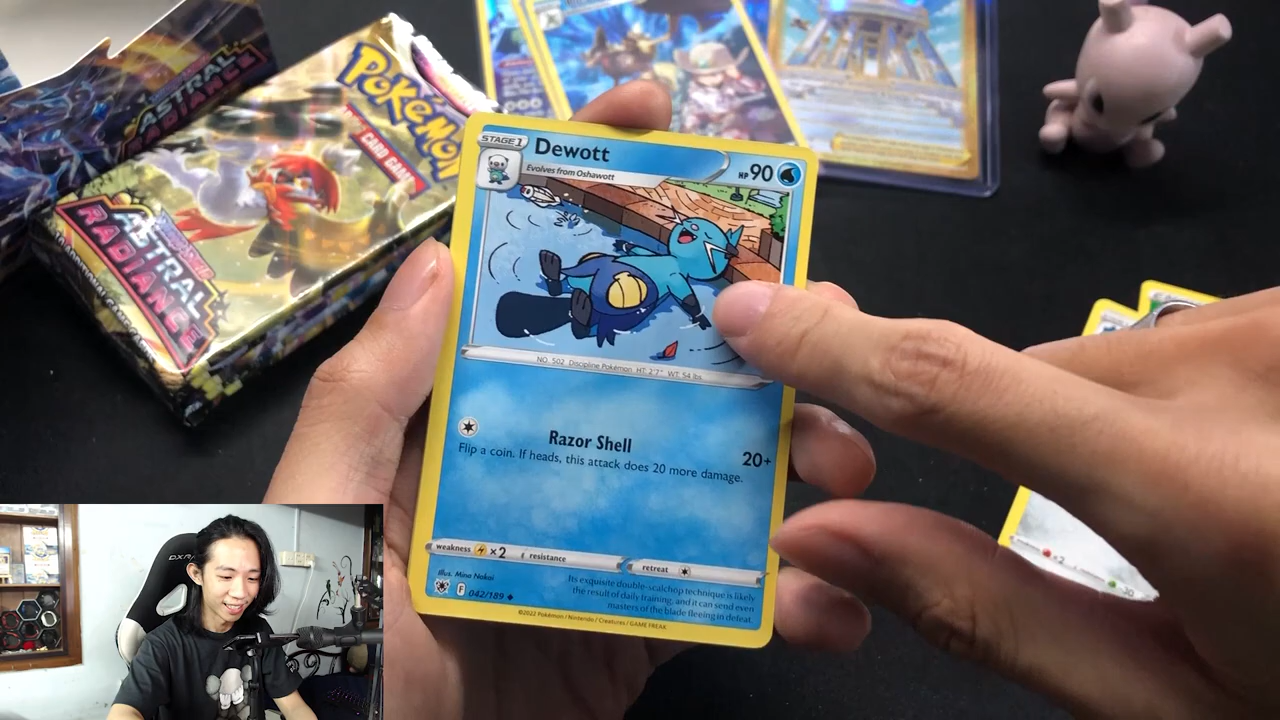 ASTRAL
RADIANCE
POKéMON
TRADING CARD GAME
ASTRAL
RADIANCE
STAGE 1
Dewott
HP 90
Evolves from Oshawott
NO. 502 Discipline Pokémon HT: 2'7" WT: 54 lbs.
Razor Shell
20+
Flip a coin. If heads, this attack does 20 more damage.
weakness ×2 resistance retreat
Illus. Mina Nakai
F 042/189
Its exquisite double-scalchop technique is likely
the result of daily training, and it can send even
masters of the blade fleeing in defeat.
©2022 Pokémon / Nintendo / Creatures / GAME FREAK
×2
DXR